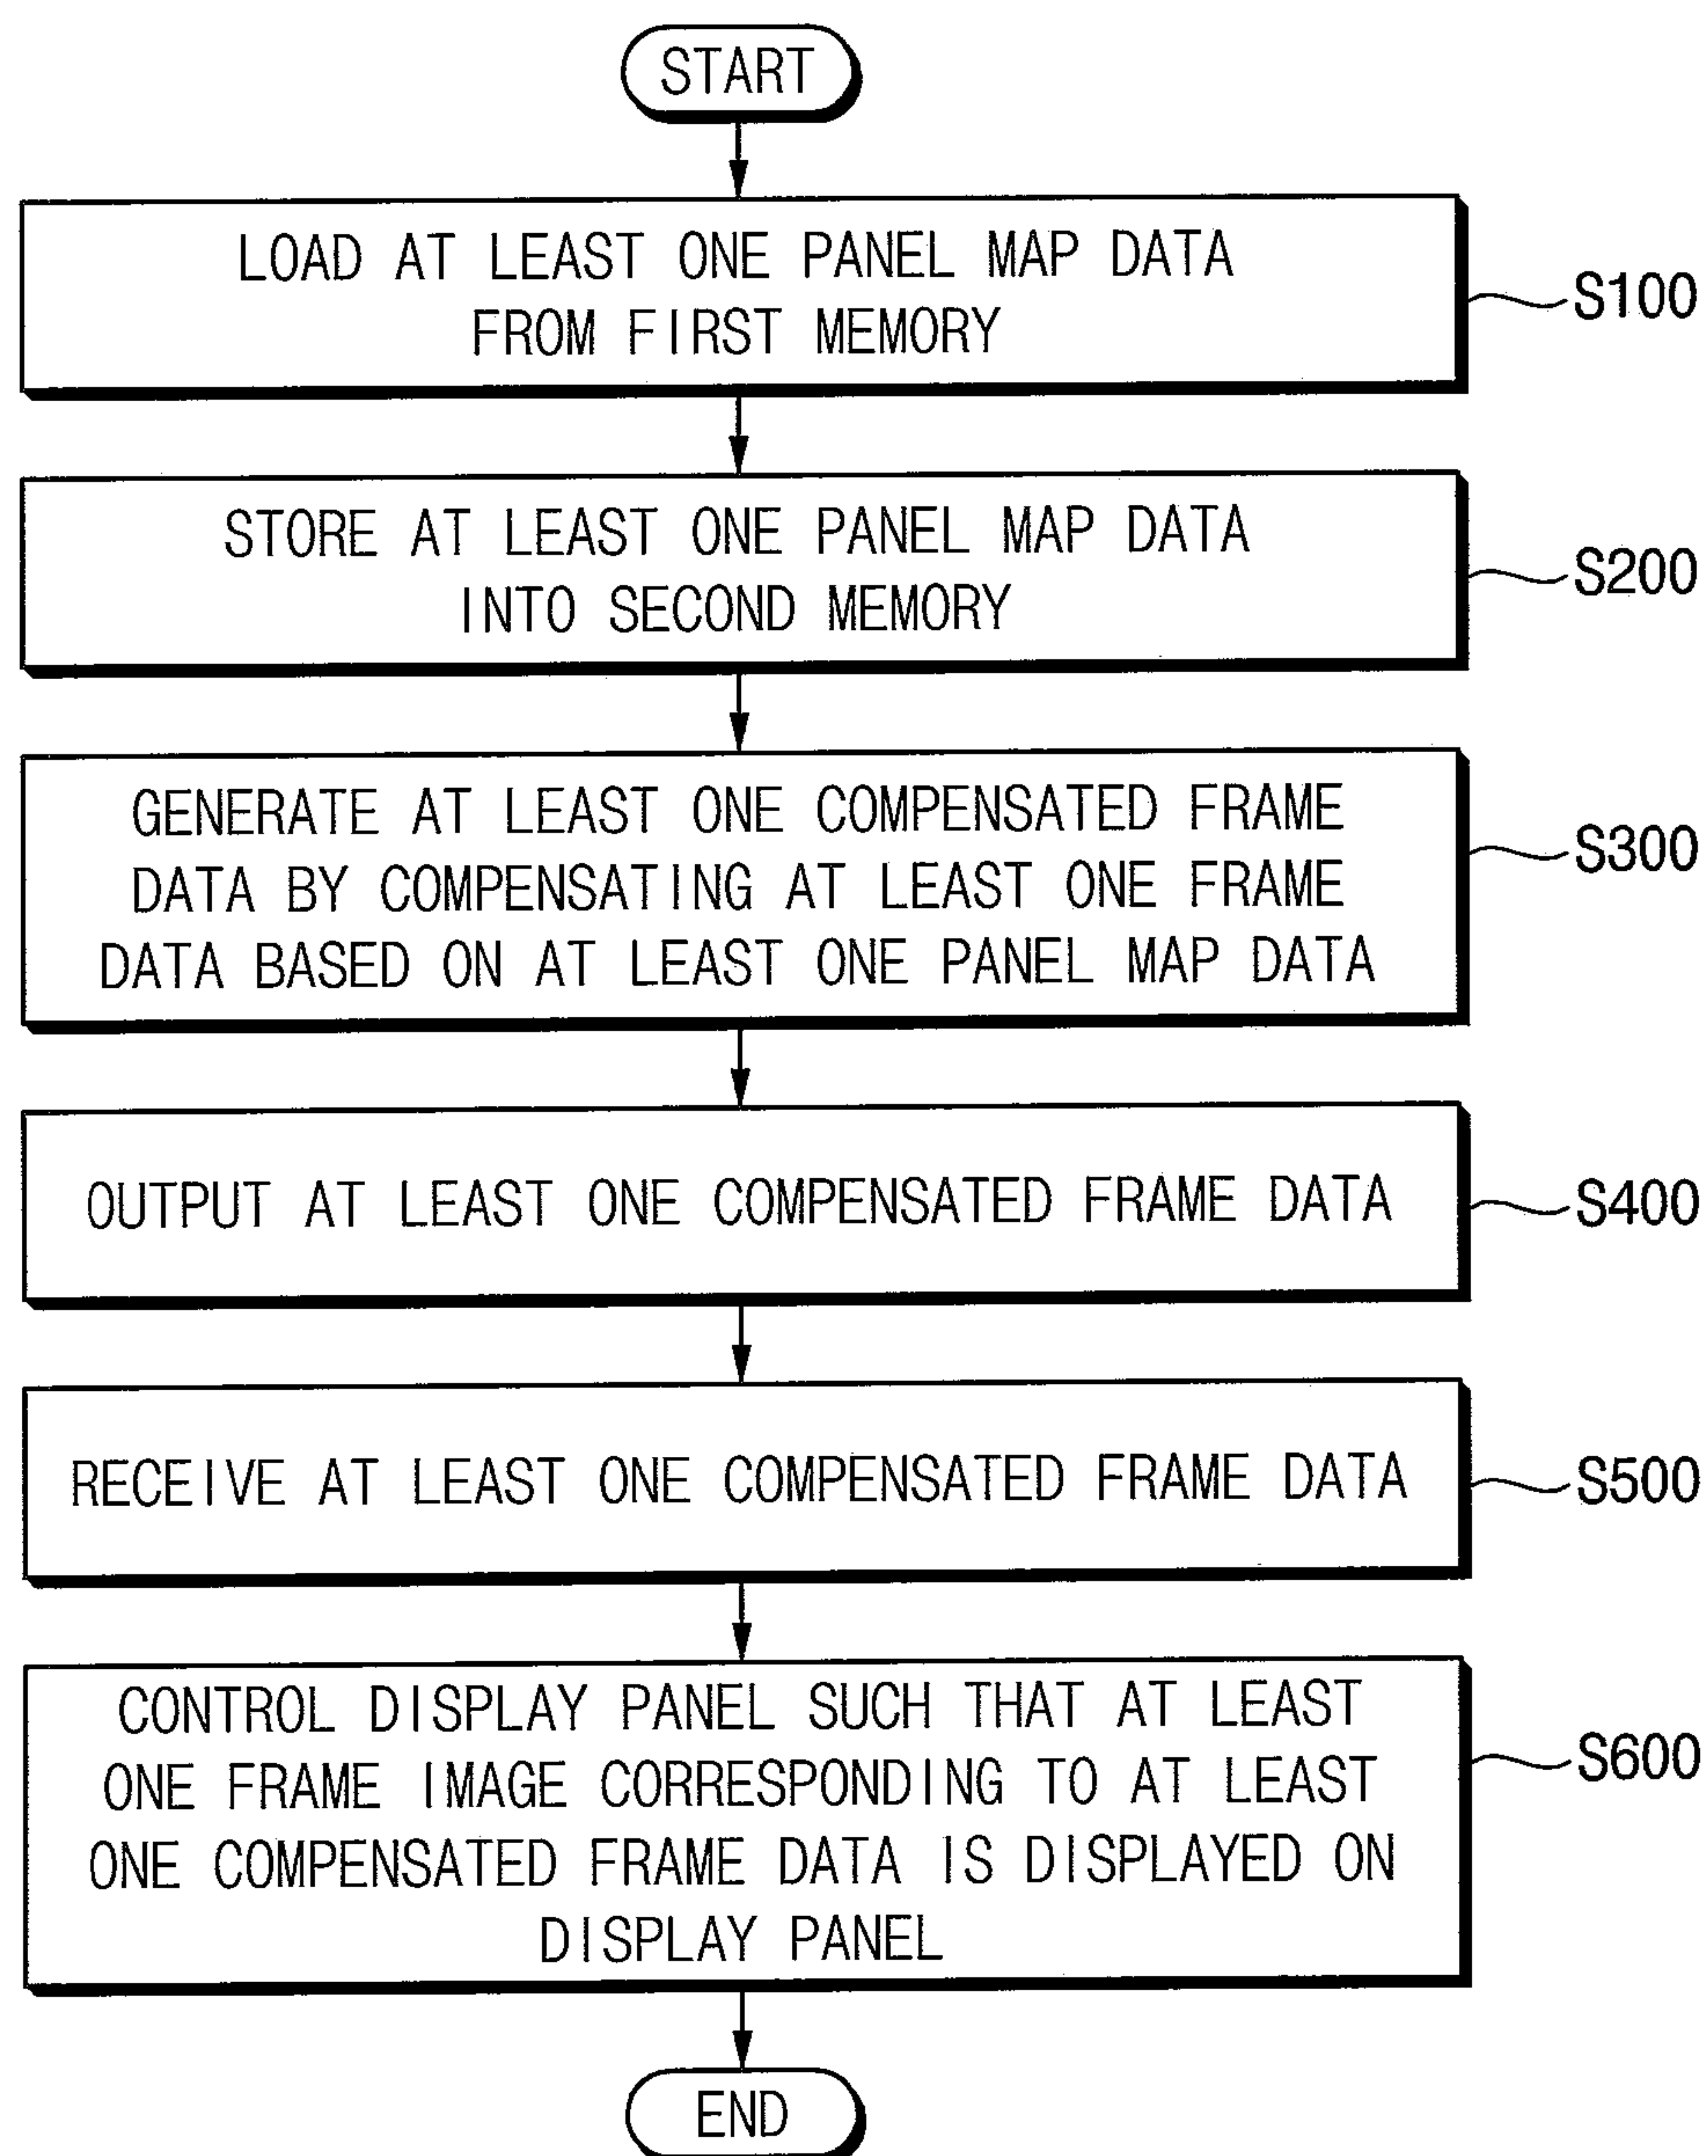 START
LOAD AT LEAST ONE PANEL MAP DATA
FROM FIRST MEMORY
S100
STORE AT LEAST ONE PANEL MAP DATA
INTO SECOND MEMORY
S200
GENERATE AT LEAST ONE COMPENSATED FRAME
DATA BY COMPENSATING AT LEAST ONE FRAME
DATA BASED ON AT LEAST ONE PANEL MAP DATA
S300
OUTPUT AT LEAST ONE COMPENSATED FRAME DATA
S400
RECEIVE AT LEAST ONE COMPENSATED FRAME DATA
S500
CONTROL DISPLAY PANEL SUCH THAT AT LEAST
ONE FRAME IMAGE CORRESPONDING TO AT LEAST
ONE COMPENSATED FRAME DATA IS DISPLAYED ON
DISPLAY PANEL
S600
END